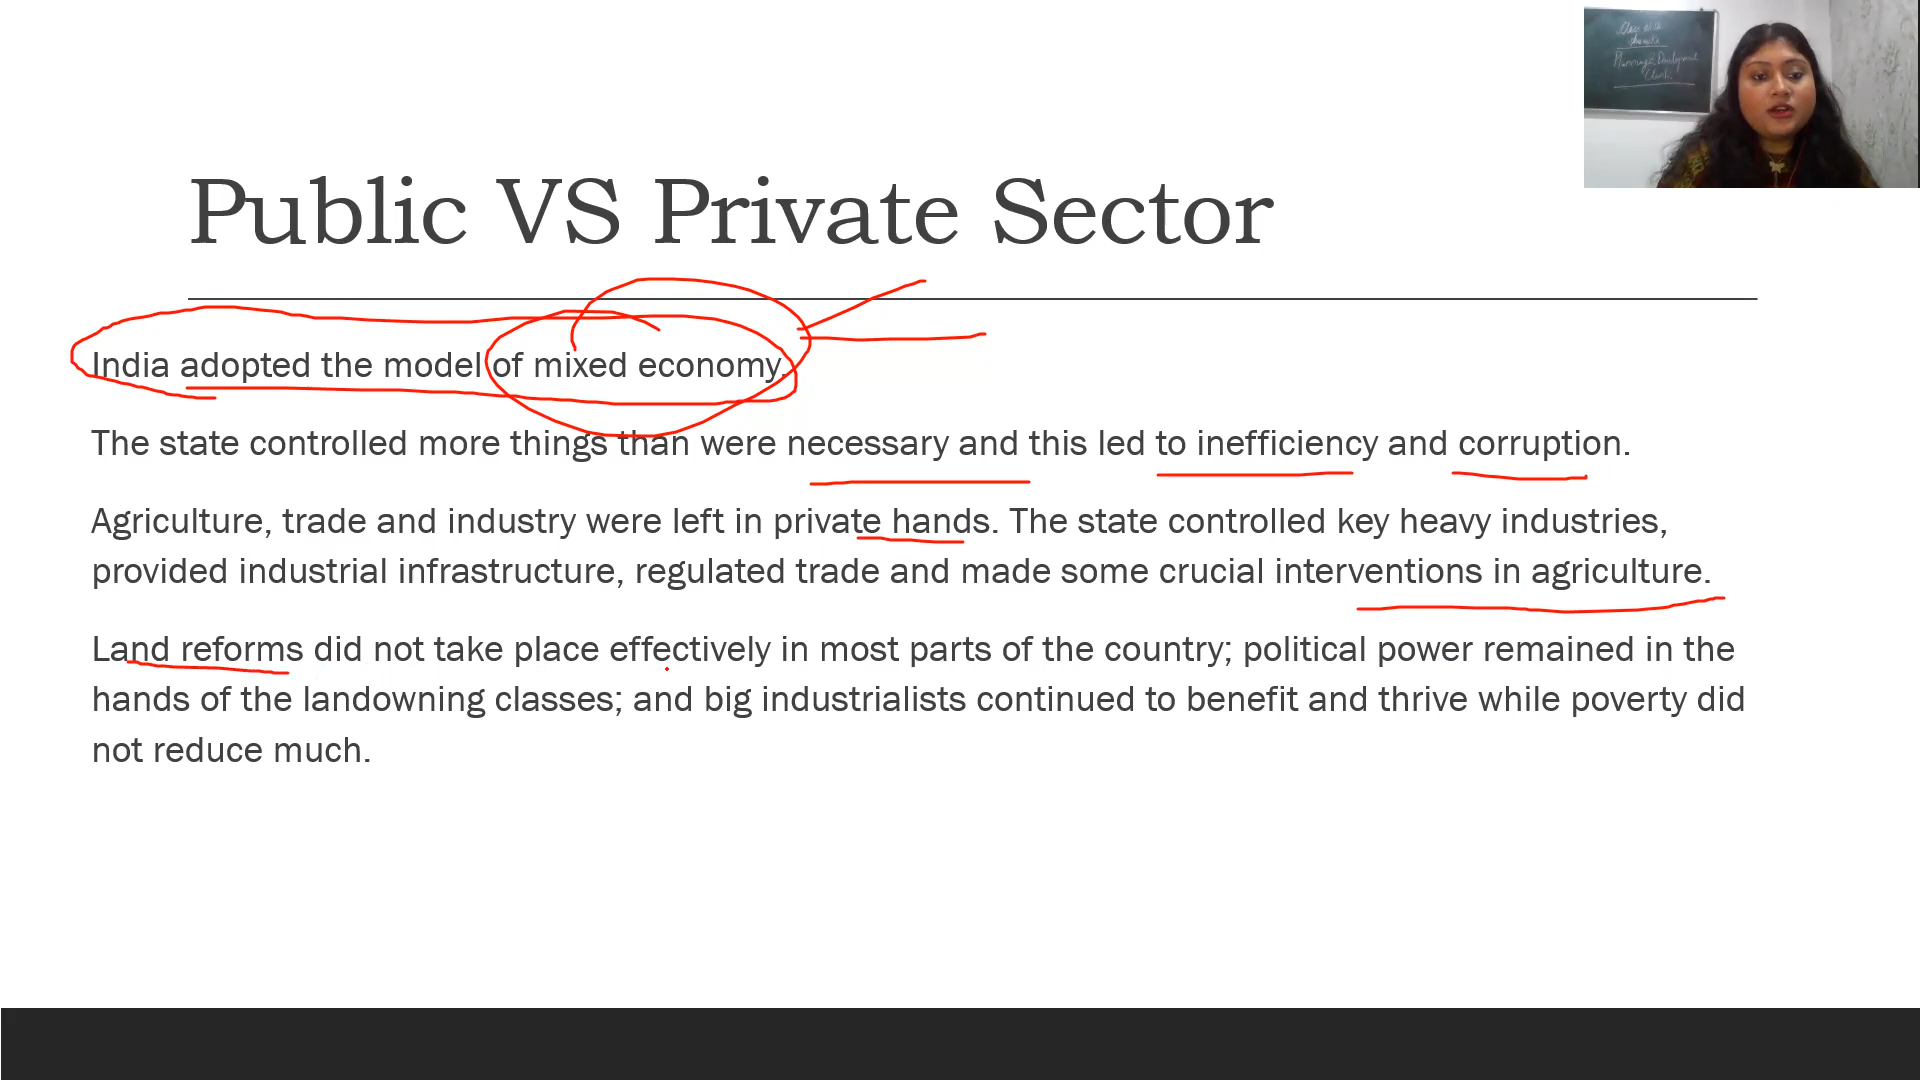 Class with
Planning & Development
Public VS Private Sector
India adopted the model of mixed economy.
The state controlled more things than were necessary and this led to inefficiency and corruption.
Agriculture, trade and industry were left in private hands. The state controlled key heavy industries,
provided industrial infrastructure, regulated trade and made some crucial interventions in agriculture.
Land reforms did not take place effectively in most parts of the country; political power remained in the
hands of the landowning classes; and big industrialists continued to benefit and thrive while poverty did
not reduce much.